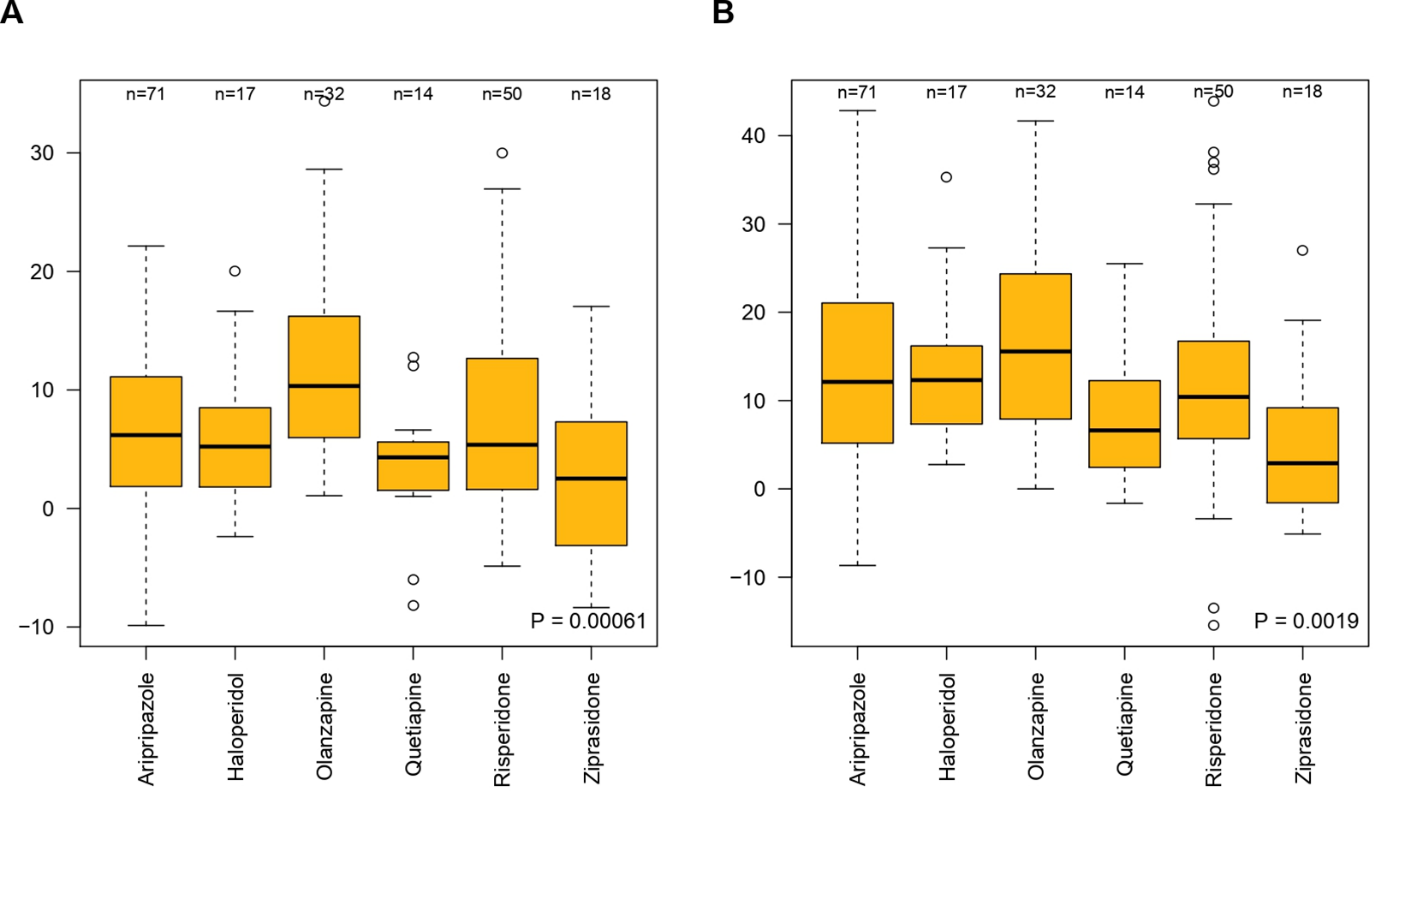 A
n=71 n=17 n=32 n=14 n=50 n=18
30
20
10
0
−10
P = 0.00061
Aripripazole
Haloperidol
Olanzapine
Quetiapine
Risperidone
Ziprasidone
B
n=71 n=17 n=32 n=14 n=50 n=18
40
30
20
10
0
−10
P = 0.0019
Aripripazole
Haloperidol
Olanzapine
Quetiapine
Risperidone
Ziprasidone